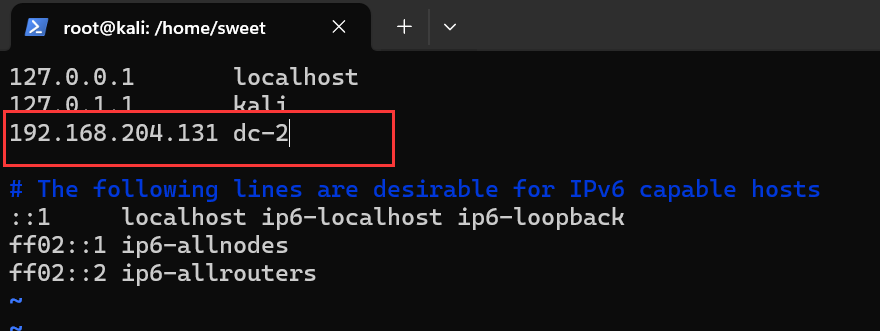 root@kali: /home/sweet
127.0.0.1 localhost
127.0.1.1 kali
192.168.204.131 dc-2
# The following lines are desirable for IPv6 capable hosts
::1 localhost ip6-localhost ip6-loopback
ff02::1 ip6-allnodes
ff02::2 ip6-allrouters
~
~